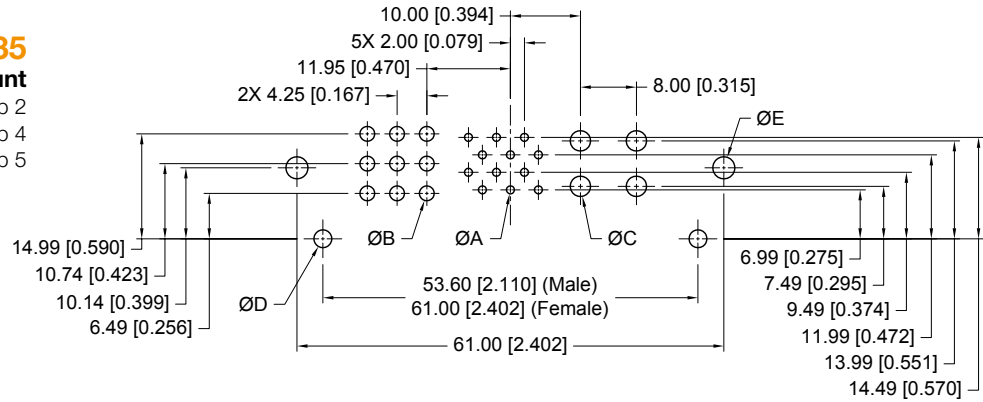 10.00 [0.394]
5X 2.00 [0.079]
11.95 [0.470]
2X 4.25 [0.167]
8.00 [0.315]
ØE
35
2
4
5
ØB
ØA
ØC
ØD
14.99 [0.590]
10.74 [0.423]
10.14 [0.399]
6.49 [0.256]
53.60 [2.110] (Male)
61.00 [2.402] (Female)
61.00 [2.402]
6.99 [0.275]
7.49 [0.295]
9.49 [0.374]
11.99 [0.472]
13.99 [0.551]
14.49 [0.570]